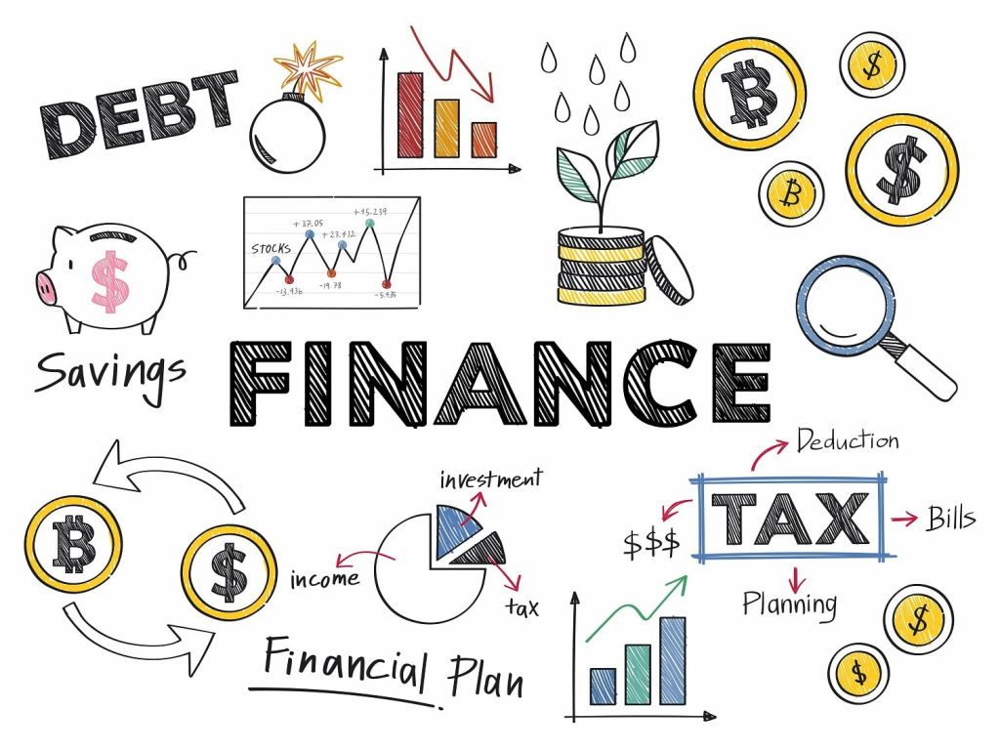 DEBT
STOCKS
+37.05
+23.412
+45.239
-13.436
-19.78
-5.435
$
$
$
Savings
FINANCE
Deduction
TAX
$$$
Bills
Planning
investment
income
tax
$
Financial Plan
$
$